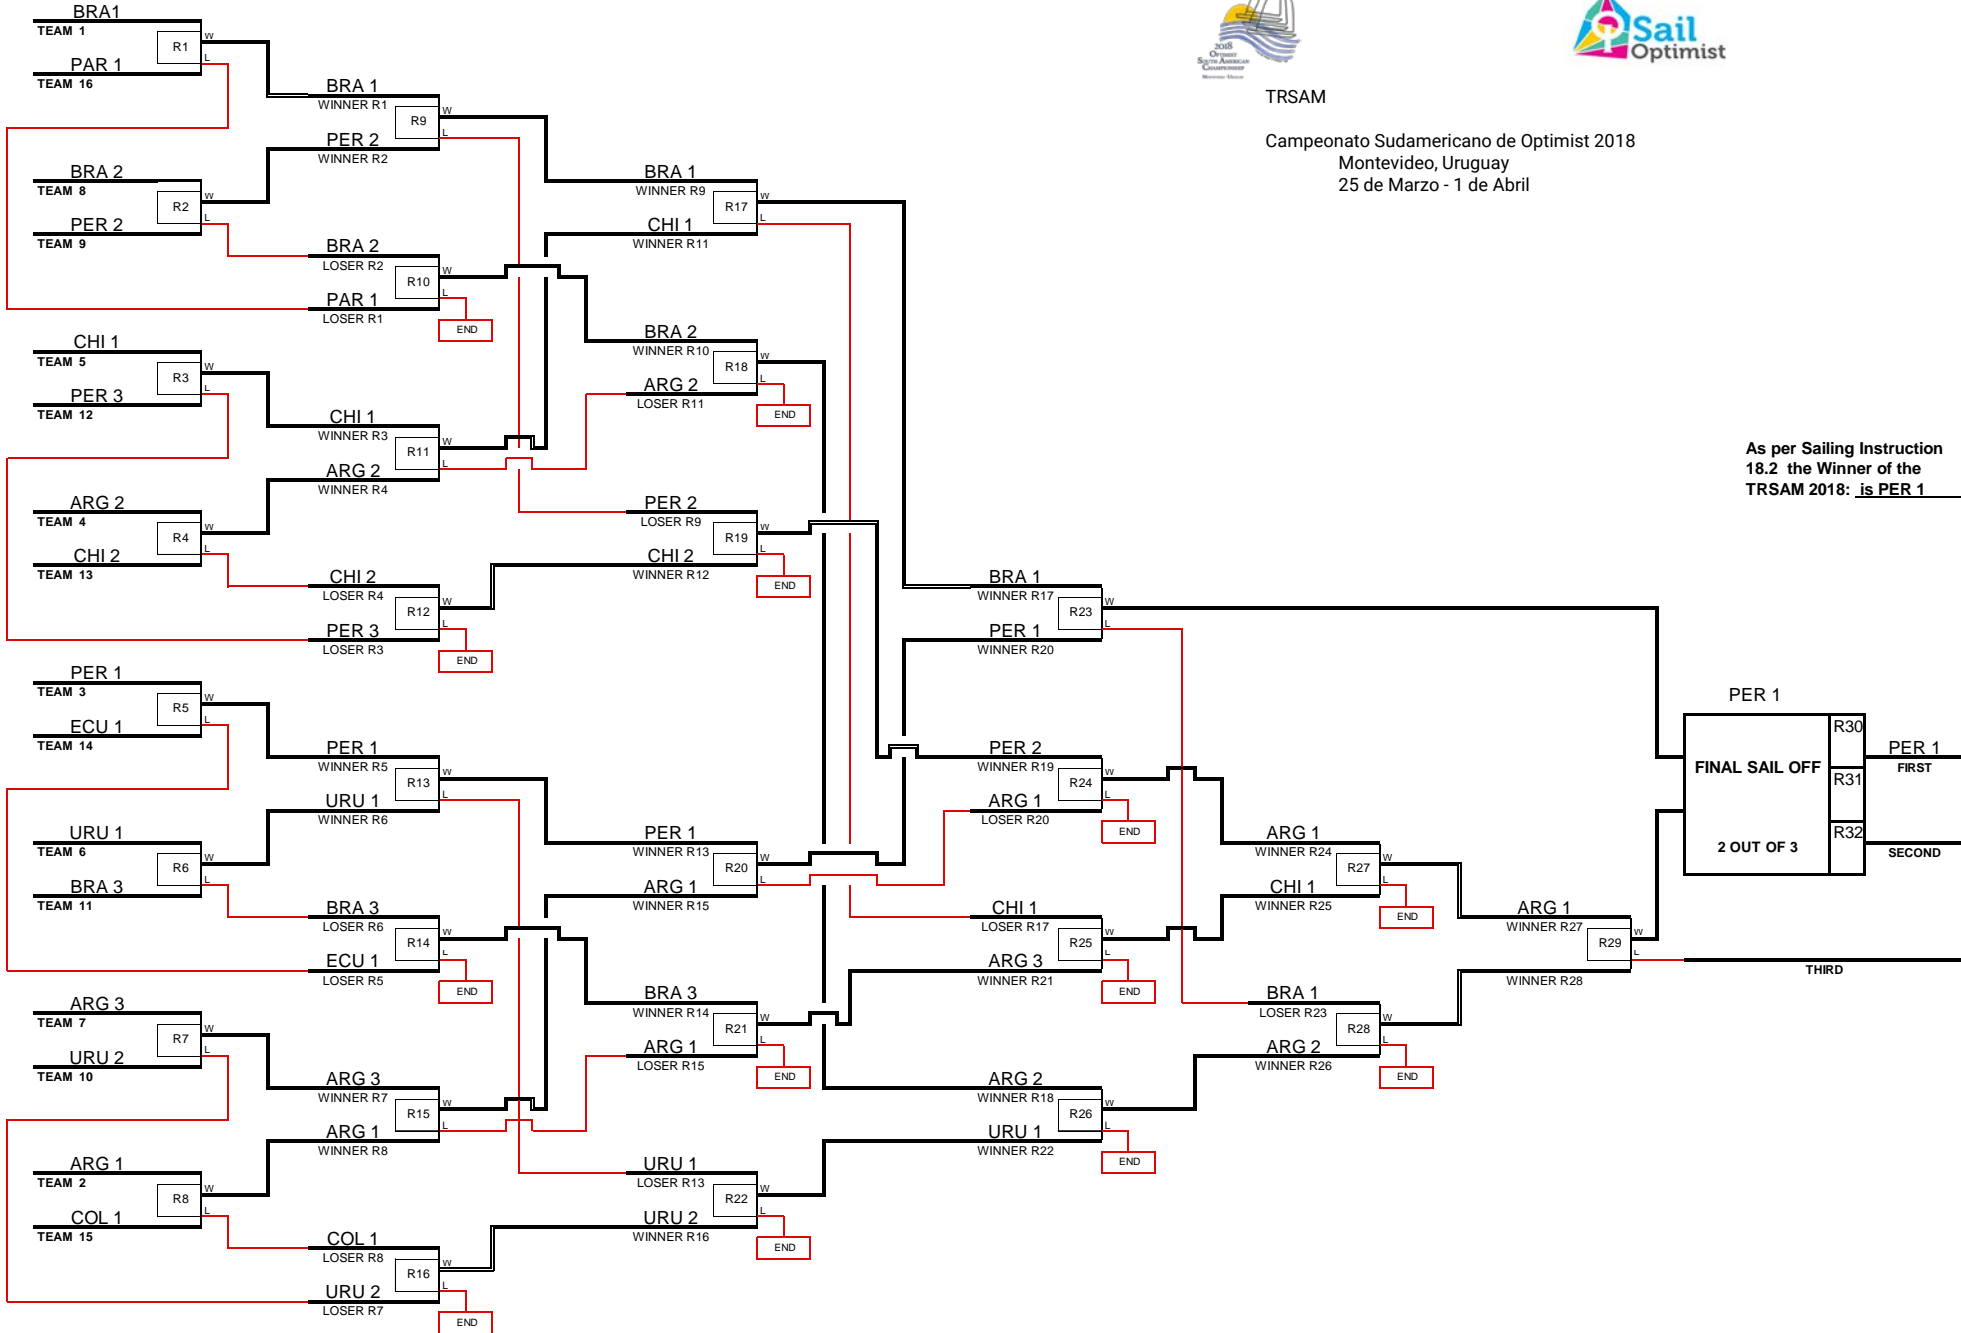 2018
OPTIMIST
SOUTH AMERICAN
CHAMPIONSHIP
Sail
Optimist
TRSAM
Campeonato Sudamericano de Optimist 2018
Montevideo, Uruguay
25 de Marzo - 1 de Abril
As per Sailing Instruction
18.2 the Winner of the
TRSAM 2018: is PER 1
BRA1
TEAM 1
R1
W
L
PAR 1
TEAM 16
BRA 2
TEAM 8
R2
W
L
PER 2
TEAM 9
CHI 1
TEAM 5
R3
W
L
PER 3
TEAM 12
ARG 2
TEAM 4
R4
W
L
CHI 2
TEAM 13
PER 1
TEAM 3
R5
W
L
ECU 1
TEAM 14
URU 1
TEAM 6
R6
W
L
BRA 3
TEAM 11
ARG 3
TEAM 7
R7
W
L
URU 2
TEAM 10
ARG 1
TEAM 2
R8
W
L
COL 1
TEAM 15
BRA 1
WINNER R1
R9
W
L
PER 2
WINNER R2
BRA 2
LOSER R2
R10
W
L
PAR 1
LOSER R1
END
CHI 1
WINNER R3
R11
W
L
ARG 2
WINNER R4
CHI 2
LOSER R4
R12
W
L
PER 3
LOSER R3
END
PER 1
WINNER R5
R13
W
L
URU 1
WINNER R6
BRA 3
LOSER R6
R14
W
L
ECU 1
LOSER R5
END
ARG 3
WINNER R7
R15
W
L
ARG 1
WINNER R8
COL 1
LOSER R8
R16
W
L
URU 2
LOSER R7
END
BRA 1
WINNER R9
R17
W
L
CHI 1
WINNER R11
BRA 2
WINNER R10
R18
W
L
ARG 2
LOSER R11
END
PER 2
LOSER R9
R19
W
L
CHI 2
WINNER R12
END
PER 1
WINNER R13
R20
W
L
ARG 1
WINNER R15
BRA 3
WINNER R14
R21
W
L
ARG 1
LOSER R15
END
URU 1
LOSER R13
R22
W
L
URU 2
WINNER R16
END
BRA 1
WINNER R17
R23
W
L
PER 1
WINNER R20
PER 2
WINNER R19
R24
W
L
ARG 1
LOSER R20
END
CHI 1
LOSER R17
R25
W
L
ARG 3
WINNER R21
END
ARG 2
WINNER R18
R26
W
L
URU 1
WINNER R22
END
ARG 1
WINNER R24
R27
W
L
CHI 1
WINNER R25
END
BRA 1
LOSER R23
R28
W
L
ARG 2
WINNER R26
END
ARG 1
WINNER R27
R29
W
L
WINNER R28
THIRD
PER 1
FINAL SAIL OFF
2 OUT OF 3
R30
R31
R32
PER 1
FIRST
SECOND